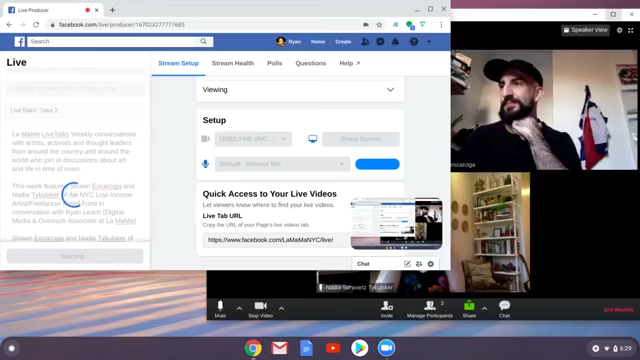 Live Producer
facebook.com/live/producer/167023277777685
Speaker View
Search
Ryan
Home
Create
Live
Stream Setup
Stream Health
Polls
Questions
Help
LiveTalks: Take 2
Viewing
La MaMa LiveTalks Weekly conversations
with artists, activists and thought leaders
from around the country and around the
world who join in discussions about art
and life in time of crisis.
Setup
Share Screen
This week features Shawn Escarciga and
Nadia Tykulsker of the NYC Low-Income
Artist/Freelancer Relief Fund in
conversation with Ryan Leach (Digital
Media & Outreach Associate at La MaMa)
Shawn Escarciga and Nadia Tykulsker of
Default - Internal Mic
escarciga
Quick Access to Your Live Videos
Let viewers know where to find your live videos.
Live Tab URL
Copy the URL of your Page's live videos tab.
https://www.facebook.com/LaMaMaNYC/live/
Starting...
Chat
Nadia Schwartz Tykulsker
Mute
Stop Video
Invite
Manage Participants
3
Share
Chat
End Meeting
6:29